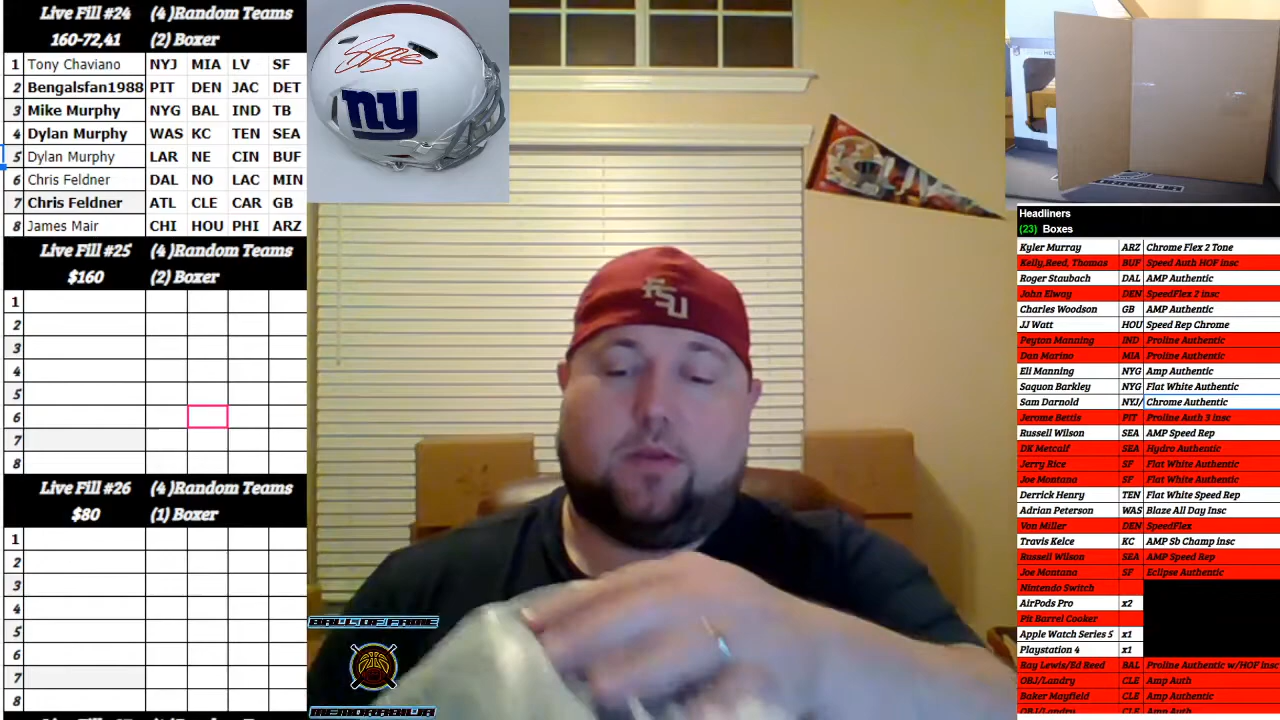 Live Fill #24 (4 )Random Teams
160-72,41 (2) Boxer
1 Tony Chaviano NYJ MIA LV SF
2 Bengalsfan1988 PIT DEN JAC DET
3 Mike Murphy NYG BAL IND TB
4 Dylan Murphy WAS KC TEN SEA
5 Dylan Murphy LAR NE CIN BUF
6 Chris Feldner DAL NO LAC MIN
7 Chris Feldner ATL CLE CAR GB
8 James Mair CHI HOU PHI ARZ
Live Fill #25 (4 )Random Teams
$160 (2) Boxer
1
2
3
4
5
6
7
8
Live Fill #26 (4 )Random Teams
$80 (1) Boxer
1
2
3
4
5
6
7
8
ny
FSU
BALL OF FAME
MEMORABILIA
Headliners
(23) Boxes
Kyler Murray ARZ Chrome Flex 2 Tone
Kelly,Reed, Thomas BUF Speed Auth HOF insc
Roger Staubach DAL AMP Authentic
John Elway DEN SpeedFlex 2 insc
Charles Woodson GB AMP Authentic
JJ Watt HOU Speed Rep Chrome
Peyton Manning IND Proline Authentic
Dan Marino MIA Proline Authentic
Eli Manning NYG Amp Authentic
Saquon Barkley NYG Flat White Authentic
Sam Darnold NYJ/ Chrome Authentic
Jerome Bettis PIT Proline Auth 3 insc
Russell Wilson SEA AMP Speed Rep
DK Metcalf SEA Hydro Authentic
Jerry Rice SF Flat White Authentic
Joe Montana SF Flat White Authentic
Derrick Henry TEN Flat White Speed Rep
Adrian Peterson WAS Blaze All Day Insc
Von Miller DEN SpeedFlex
Travis Kelce KC AMP Sb Champ insc
Russell Wilson SEA AMP Speed Rep
Joe Montana SF Eclipse Authentic
Nintendo Switch
AirPods Pro x2
Pit Barrel Cooker
Apple Watch Series 5 x1
Playstation 4 x1
Ray Lewis/Ed Reed BAL Proline Authentic w/HOF insc
OBJ/Landry CLE Amp Auth
Baker Mayfield CLE Amp Authentic
OBJ/Landry CLE Amp Auth